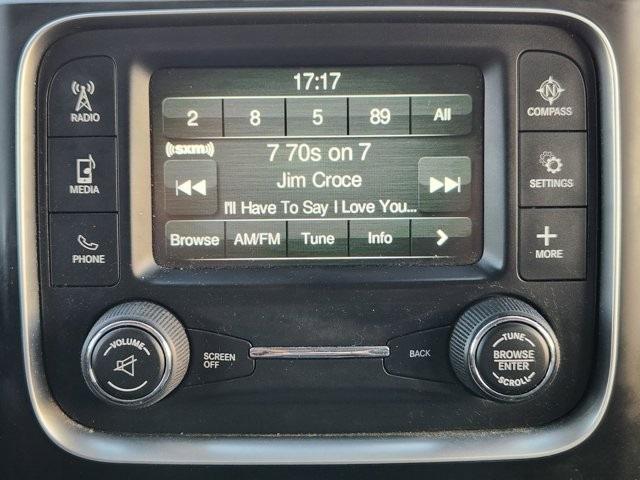 17:17
2 8 5 89 All
((sxm))
7 70s on 7
Jim Croce
I'll Have To Say I Love You...
Browse AM/FM Tune Info
RADIO
MEDIA
PHONE
N
COMPASS
SETTINGS
+
MORE
VOLUME
SCREEN
OFF
BACK
TUNE
BROWSE
ENTER
SCROLL